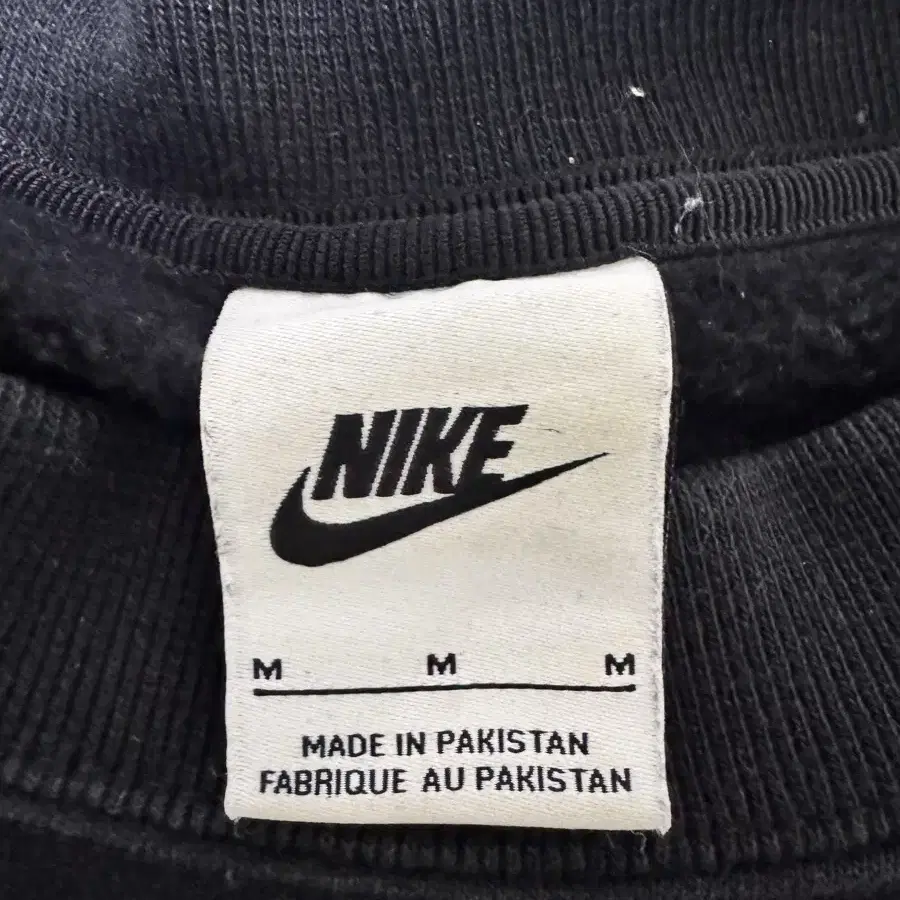 NIKE
M M M
MADE IN PAKISTAN
FABRIQUE AU PAKISTAN